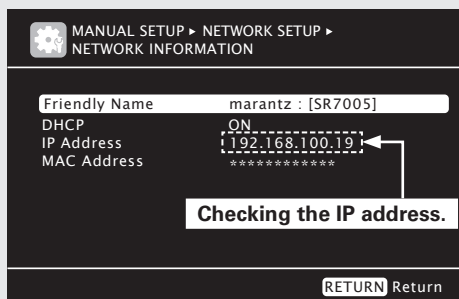 MANUAL SETUP ▸ NETWORK SETUP ▸
NETWORK INFORMATION
Friendly Name marantz : [SR7005]
DHCP ON
IP Address 192.168.100.19
MAC Address ************
Checking the IP address.
RETURN Return